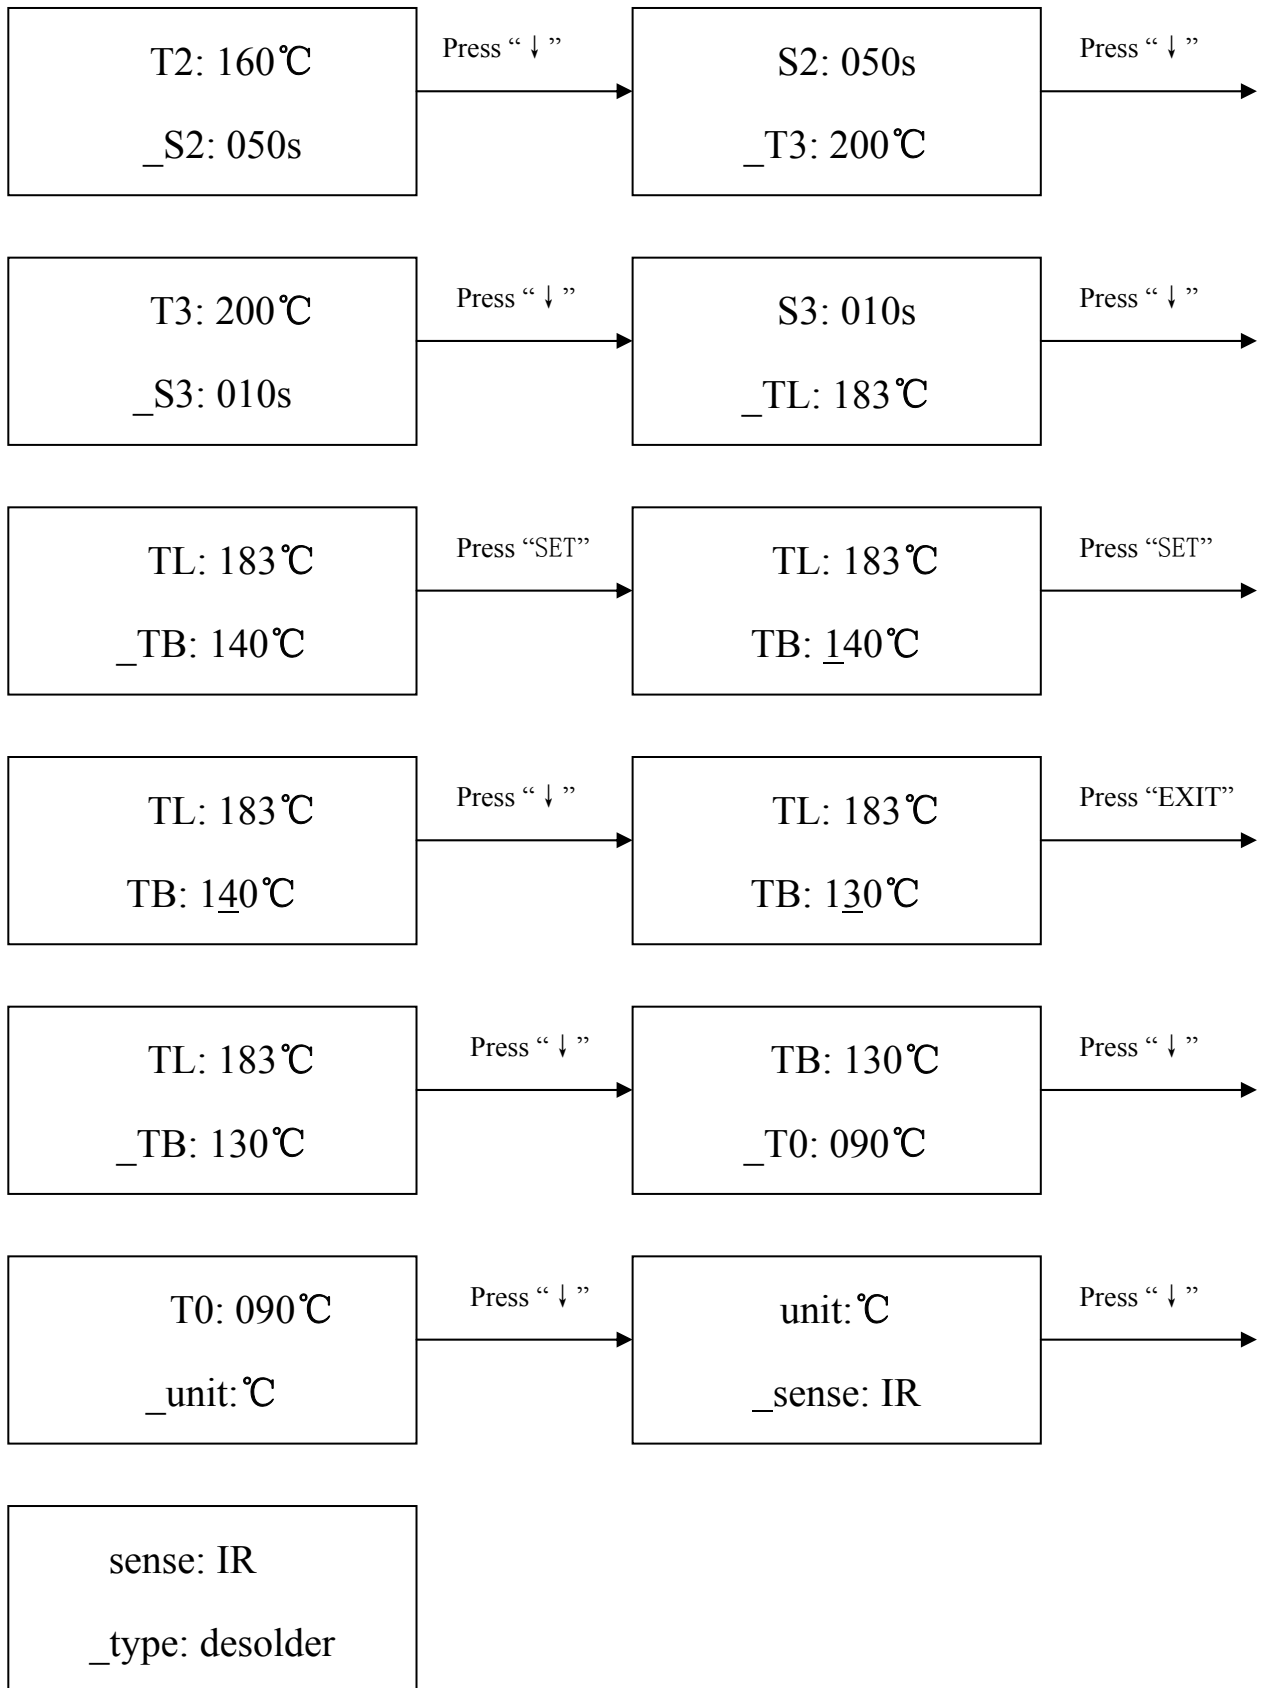 T2: 160℃
_S2: 050s
Press “↓”
S2: 050s
_T3: 200℃
Press “↓”
T3: 200℃
_S3: 010s
Press “↓”
S3: 010s
_TL: 183℃
Press “↓”
TL: 183℃
_TB: 140℃
Press “SET”
TL: 183℃
TB: 140℃
Press “SET”
TL: 183℃
TB: 140℃
Press “↓”
TL: 183℃
TB: 130℃
Press “EXIT”
TL: 183℃
_TB: 130℃
Press “↓”
TB: 130℃
_T0: 090℃
Press “↓”
T0: 090℃
_unit:℃
Press “↓”
unit:℃
_sense: IR
Press “↓”
sense: IR
_type: desolder